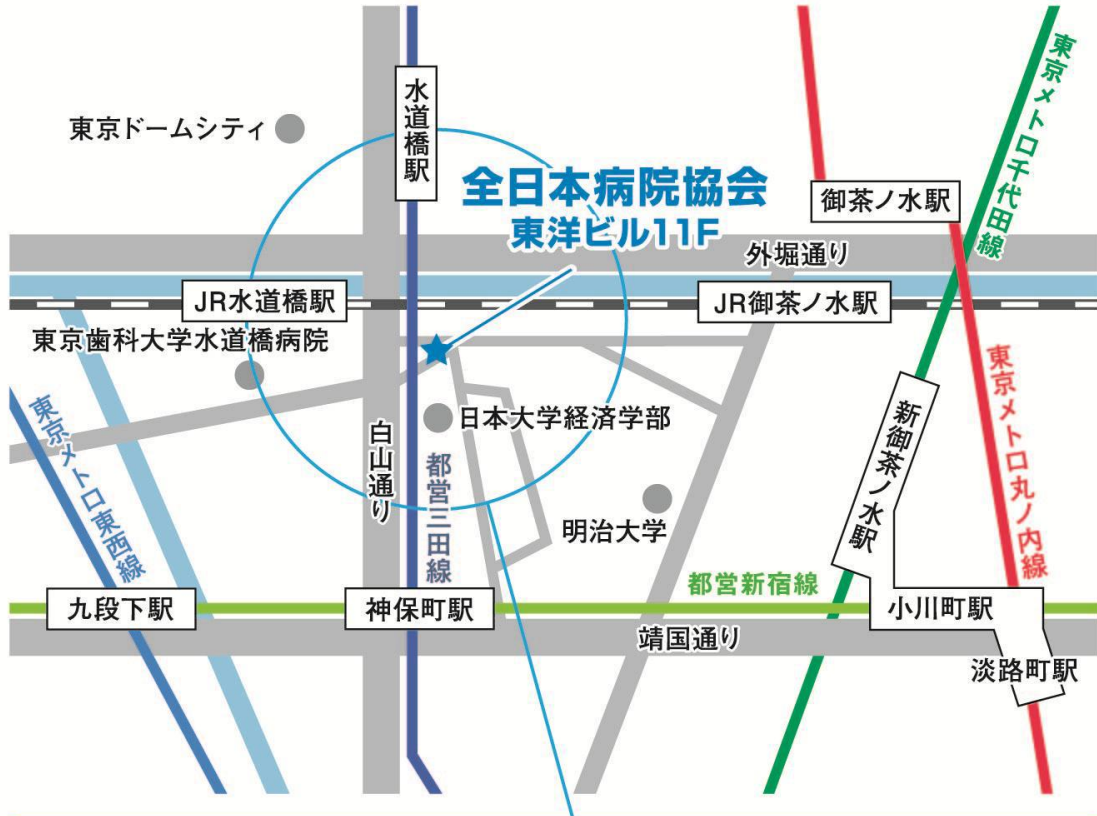 東京ドームシティ
水道橋駅
全日本病院協会
東洋ビル11F
御茶ノ水駅
東京メトロ千代田線
外堀通り
JR水道橋駅
JR御茶ノ水駅
東京歯科大学水道橋病院
東京メトロ東西線
白山通り
日本大学経済学部
都営三田線
明治大学
新御茶ノ水駅
東京メトロ丸ノ内線
都営新宿線
九段下駅
神保町駅
小川町駅
靖国通り
淡路町駅